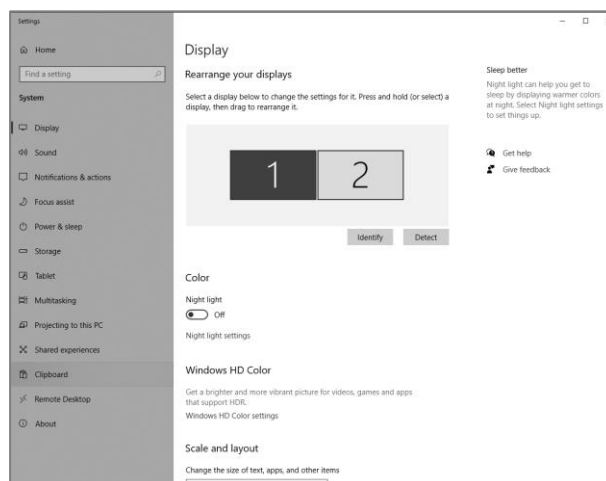 Settings
Home
Find a setting
System
Display
Sound
Notifications & actions
Focus assist
Power & sleep
Storage
Tablet
Multitasking
Projecting to this PC
Shared experiences
Clipboard
Remote Desktop
About
Display
Rearrange your displays
Select a display below to change the settings for it. Press and hold (or select) a
display, then drag to rearrange it.
1
2
Identify
Detect
Color
Night light
Off
Night light settings
Windows HD Color
Get a brighter and more vibrant picture for videos, games and apps
that support HDR.
Windows HD Color settings
Scale and layout
Change the size of text, apps, and other items
Sleep better
Night light can help you get to
sleep by displaying warmer colors
at night. Select Night light settings
to set things up.
Get help
Give feedback